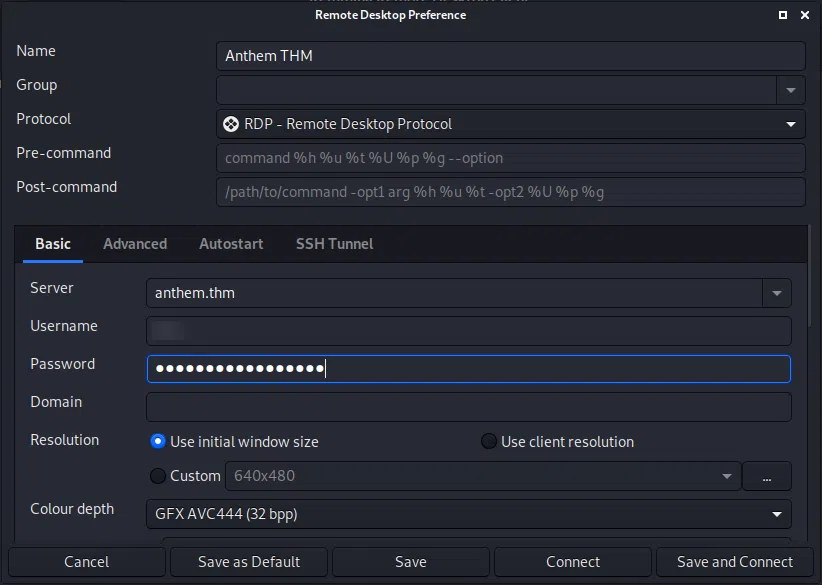 Remote Desktop Preference
Name
Anthem THM
Group
Protocol
RDP - Remote Desktop Protocol
Pre-command
command %h %u %t %U %p %g --option
Post-command
/path/to/command -opt1 arg %h %u %t -opt2 %U %p %g
Basic Advanced Autostart SSH Tunnel
Server
anthem.thm
Username
Password
●●●●●●●●●●●●●●●●●
Domain
Resolution
Use initial window size Use client resolution
Custom 640x480 ...
Colour depth
GFX AVC444 (32 bpp)
Cancel Save as Default Save Connect Save and Connect